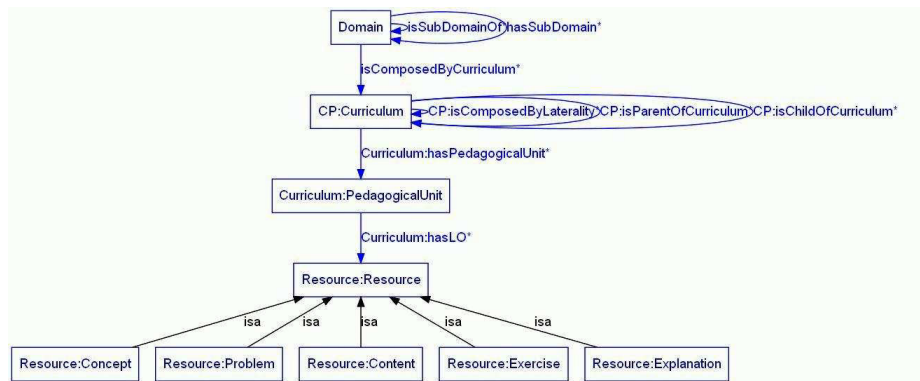 Domain
isSubDomainOf*
hasSubDomain*
isComposedByCurriculum*
CP:Curriculum
CP:isComposedByLaterality*
CP:isParentOfCurriculum*
CP:isChildOfCurriculum*
Curriculum:hasPedagogicalUnit*
Curriculum:PedagogicalUnit
Curriculum:hasLO*
Resource:Resource
isa
isa
isa
isa
isa
Resource:Concept
Resource:Problem
Resource:Content
Resource:Exercise
Resource:Explanation